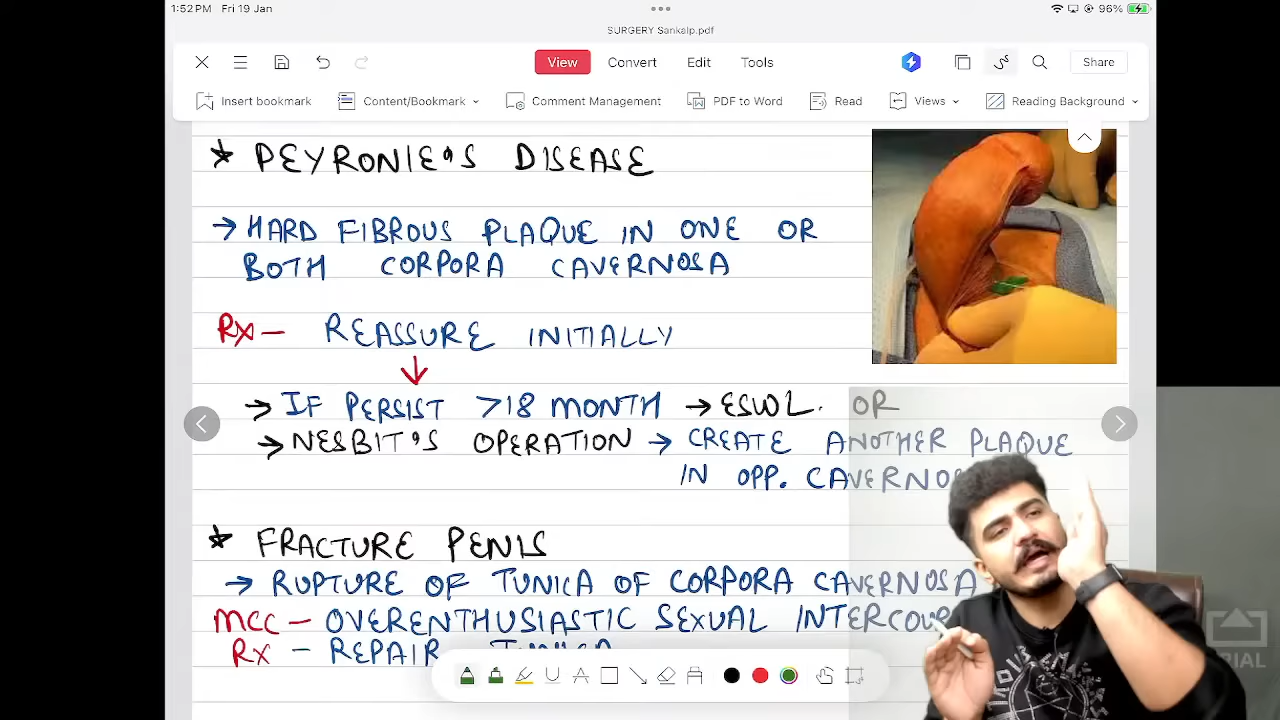 1:52 PM Fri 19 Jan
96%
SURGERY Sankalp.pdf
View Convert Edit Tools Share
Insert bookmark Content/Bookmark Comment Management PDF to Word Read Views Reading Background
★ PEYRONIE'S DISEASE
→ HARD FIBROUS PLAQUE IN ONE OR
BOTH CORPORA CAVERNOSA
Rx - REASSURE INITIALLY
↓
→ IF PERSIST >18 MONTH → ESWL. OR
→ NESBIT'S OPERATION → CREATE ANOTHER PLAQUE
IN OPP.
★ FRACTURE PENIS
→ RUPTURE OF TUNICA OF CORPORA CAVERNOSA
MCC - OVERENTHUSIASTIC SEXUAL
Rx - REPAIR TUNICA